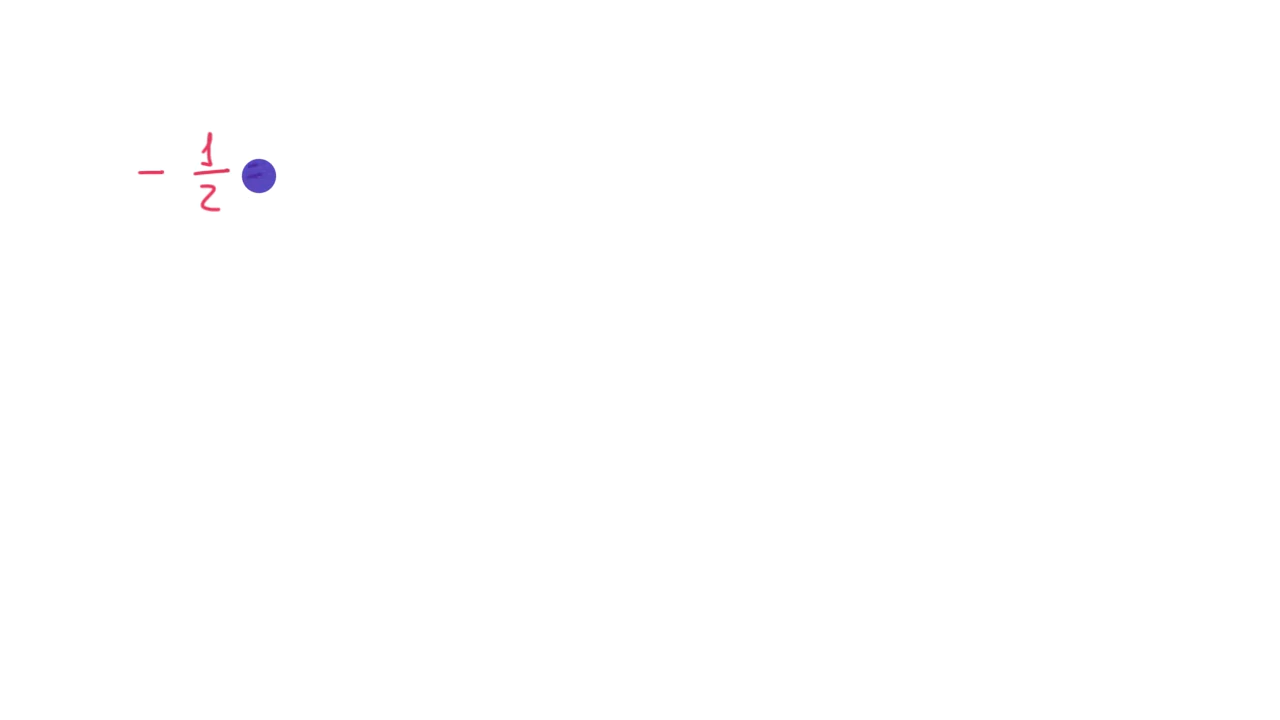 - 1/2 =